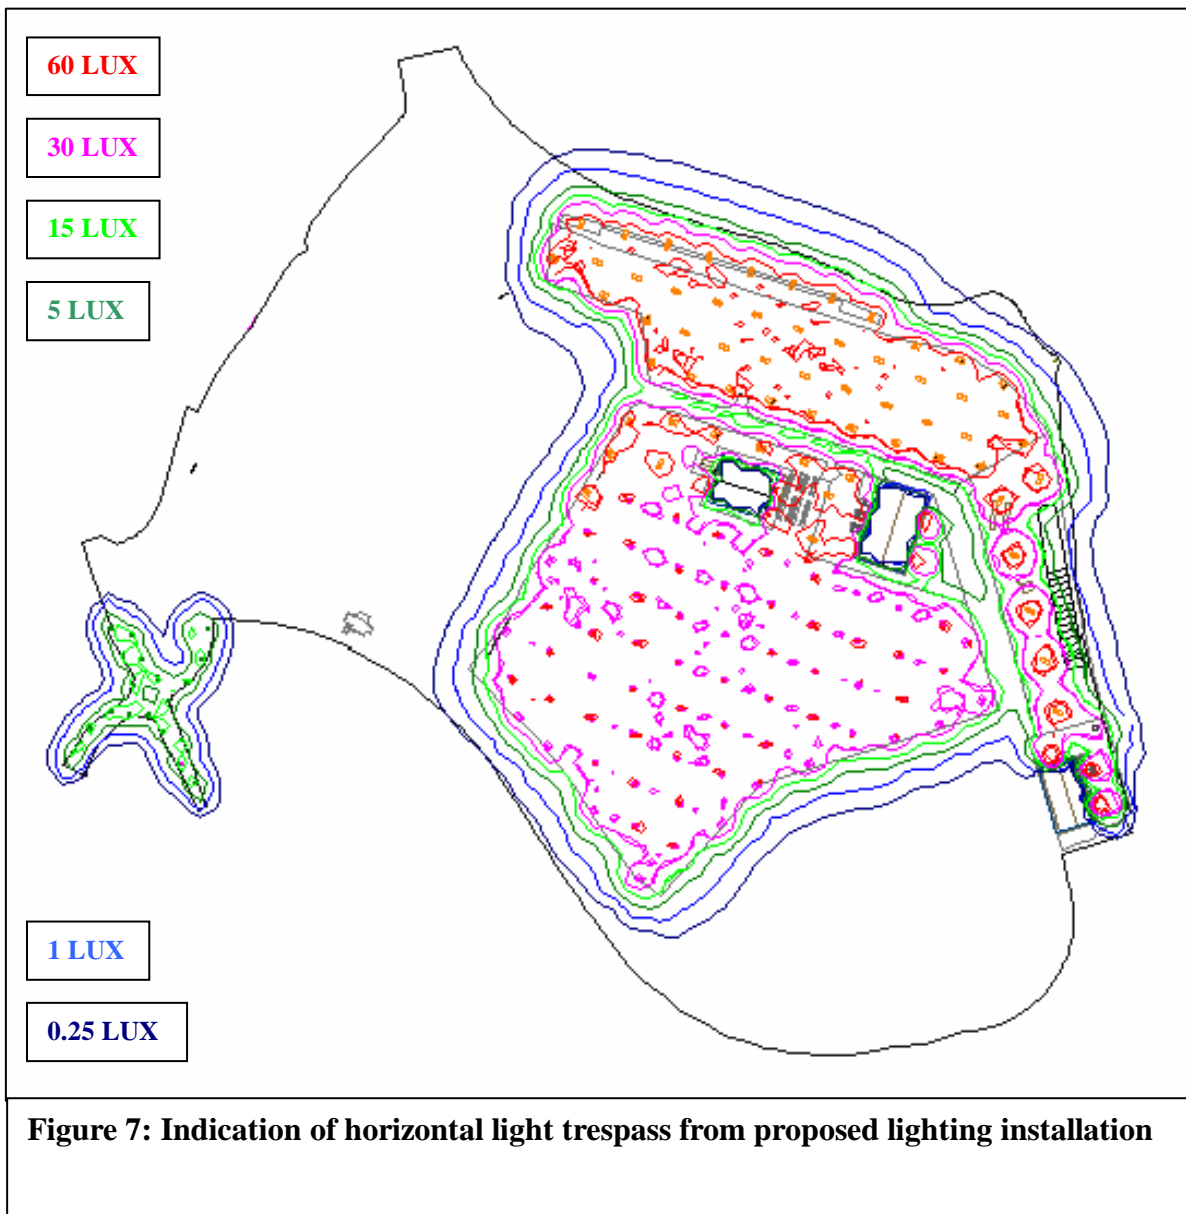 60 LUX
30 LUX
15 LUX
5 LUX
1 LUX
0.25 LUX
Figure 7: Indication of horizontal light trespass from proposed lighting installation